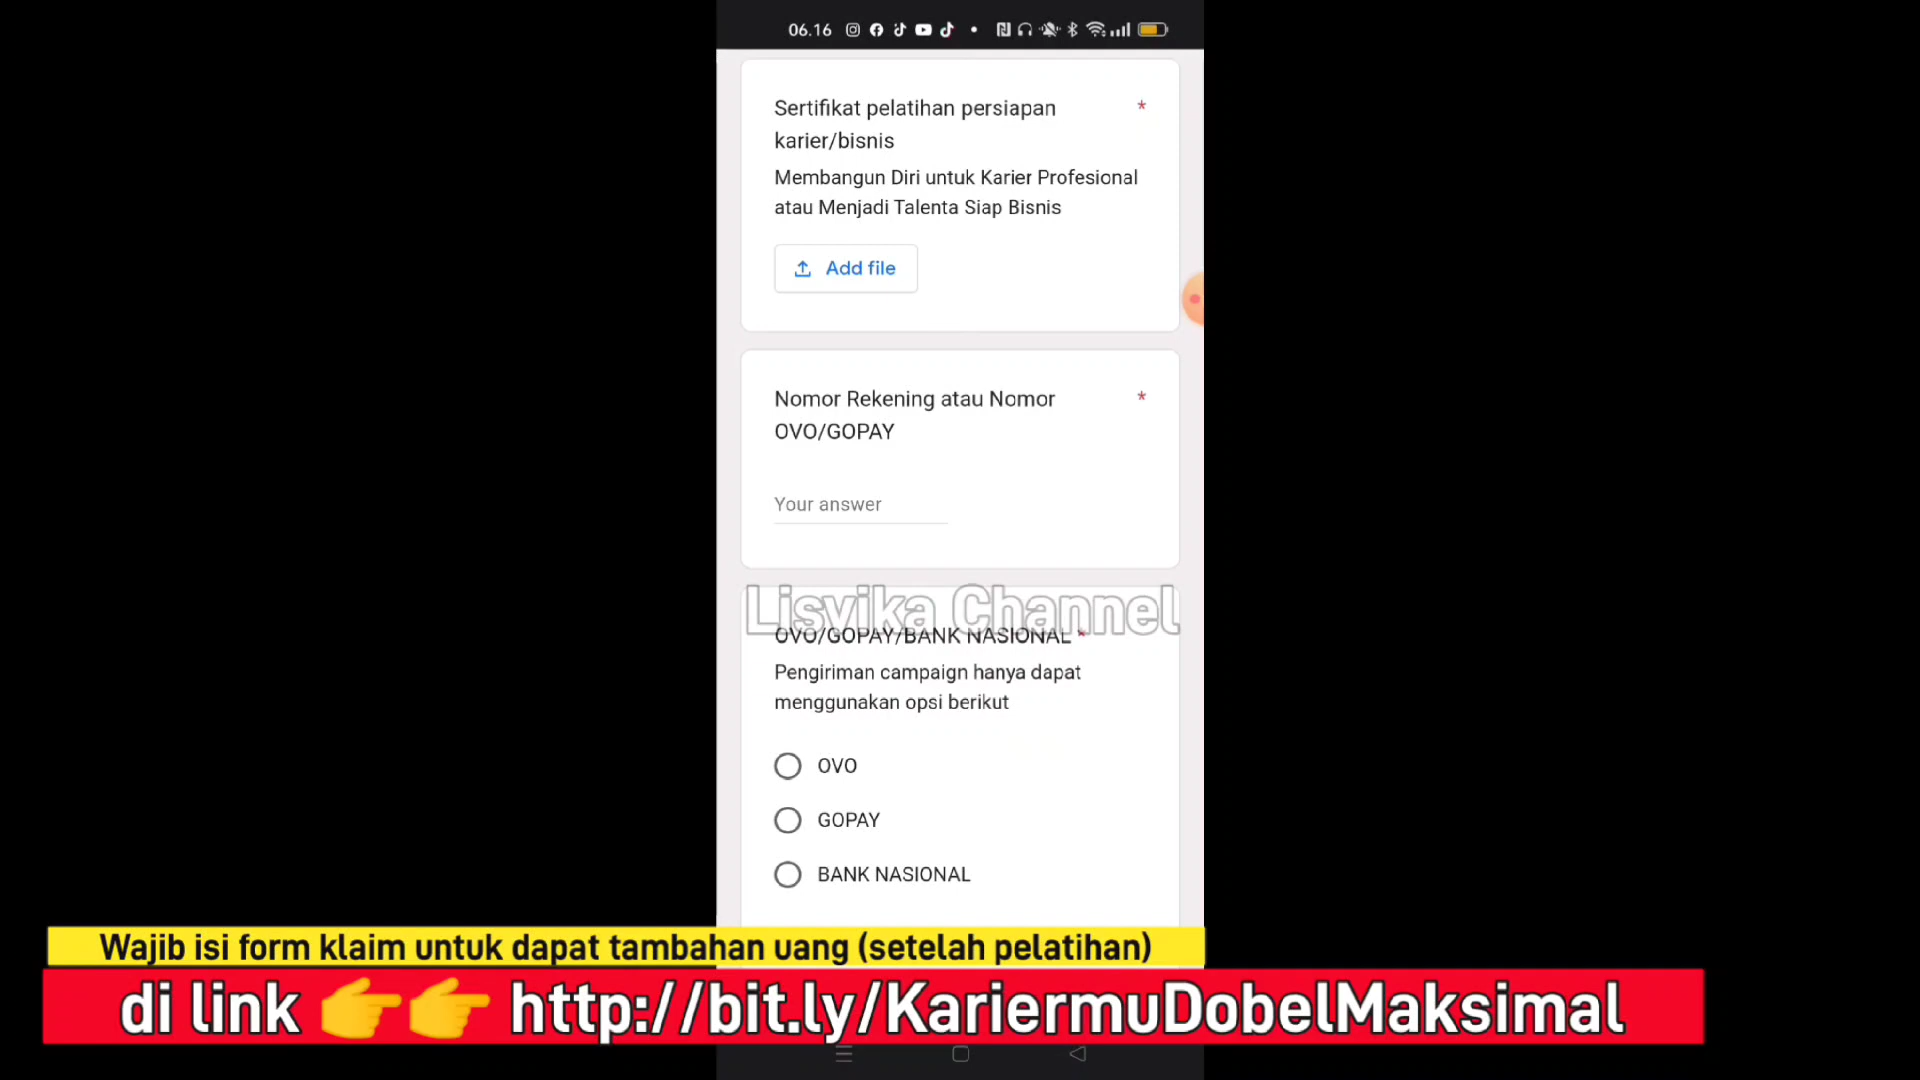 06.16
Sertifikat pelatihan persiapan *
karier/bisnis
Membangun Diri untuk Karier Profesional
atau Menjadi Talenta Siap Bisnis
Add file
Nomor Rekening atau Nomor *
OVO/GOPAY
Your answer
Lisvika Channel
OVO/GOPAY/BANK NASIONAL *
Pengiriman campaign hanya dapat
menggunakan opsi berikut
OVO
GOPAY
BANK NASIONAL
Wajib isi form klaim untuk dapat tambahan uang (setelah pelatihan)
di link 👉👉 http://bit.ly/KariermuDobelMaksimal